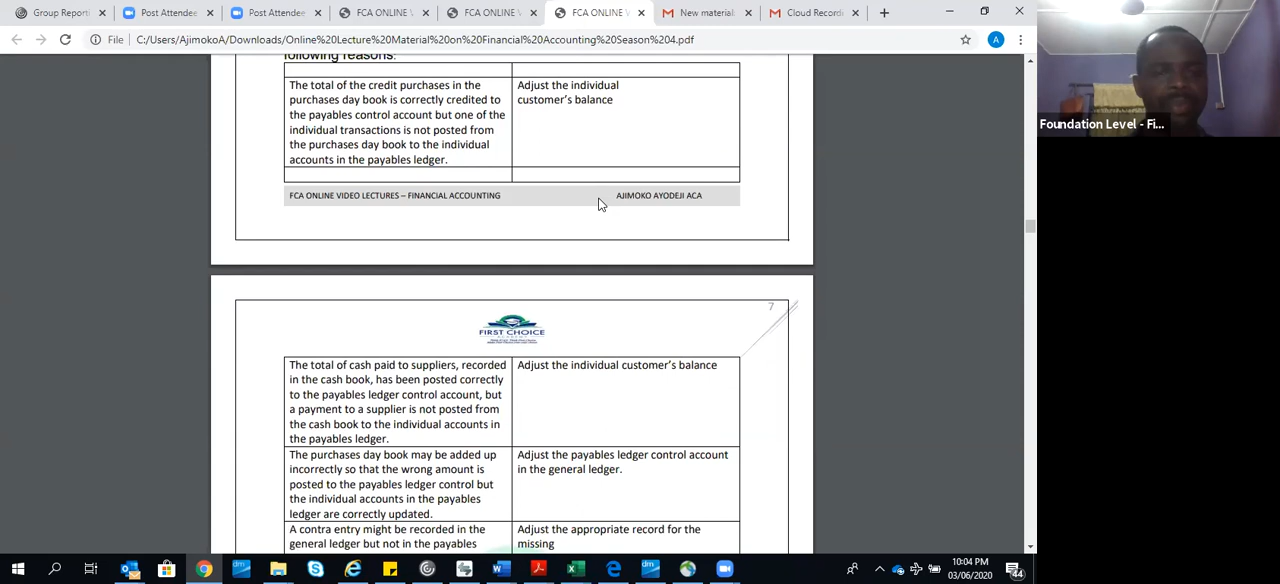 Group Reporti
Post Attendee
Post Attendee
FCA ONLINE V
FCA ONLINE V
FCA ONLINE V
New material
Cloud Record
File
C:/Users/AjimokoA/Downloads/Online%20Lecture%20Material%20on%20Financial%20Accounting%20Season%204.pdf
A
Foundation Level - Fi...
following reasons:
The total of the credit purchases in the
purchases day book is correctly credited to
the payables control account but one of the
individual transactions is not posted from
the purchases day book to the individual
accounts in the payables ledger.
Adjust the individual
customer's balance
FCA ONLINE VIDEO LECTURES – FINANCIAL ACCOUNTING
AJIMOKO AYODEJI ACA
7
FIRST CHOICE
The total of cash paid to suppliers, recorded
in the cash book, has been posted correctly
to the payables ledger control account, but
a payment to a supplier is not posted from
the cash book to the individual accounts in
the payables ledger.
Adjust the individual customer's balance
The purchases day book may be added up
incorrectly so that the wrong amount is
posted to the payables ledger control but
the individual accounts in the payables
ledger are correctly updated.
Adjust the payables ledger control account
in the general ledger.
A contra entry might be recorded in the
general ledger but not in the payables
Adjust the appropriate record for the
missing
10:04 PM
03/06/2020
44